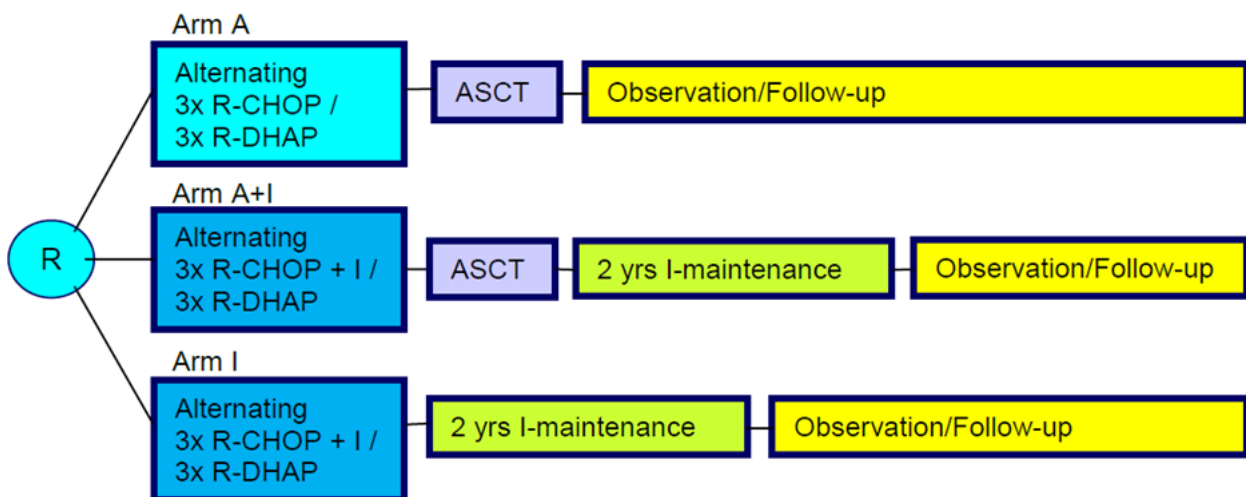 Arm A
Alternating
3x R-CHOP /
3x R-DHAP
ASCT
Observation/Follow-up
R
Arm A+I
Alternating
3x R-CHOP + I /
3x R-DHAP
ASCT
2 yrs I-maintenance
Observation/Follow-up
Arm I
Alternating
3x R-CHOP + I /
3x R-DHAP
2 yrs I-maintenance
Observation/Follow-up